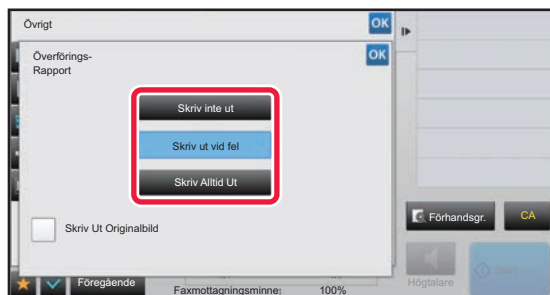 Övrigt
OK
Överförings-
Rapport
OK
Skriv inte ut
Skriv ut vid fel
Skriv Alltid Ut
Skriv Ut Originalbild
Förhandsgr.
CA
Föregående
Högtalare
Start
Faxmottagningsminne:
100%